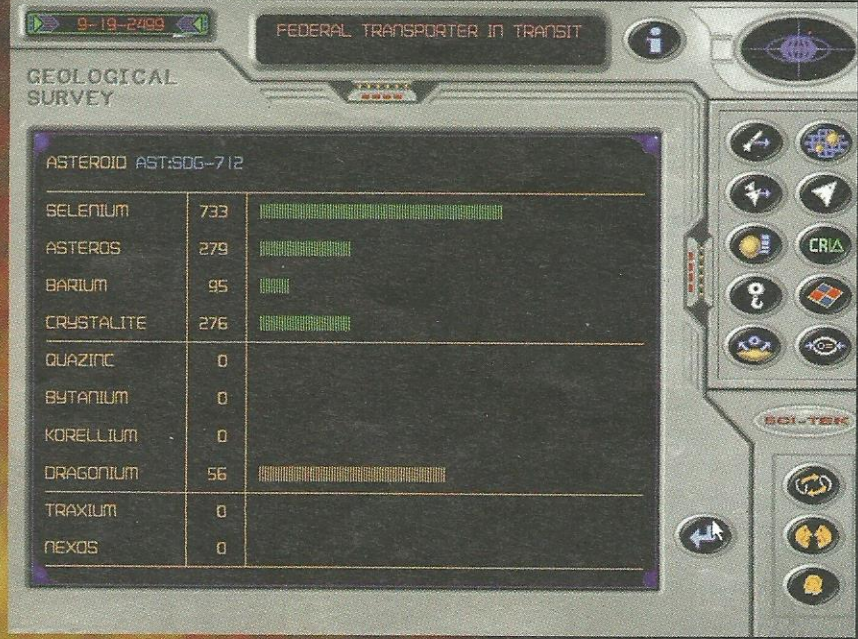 9-19-2499
FEDERAL TRANSPORTER IN TRANSIT
GEOLOGICAL
SURVEY
ASTEROID AST:SDG-712
SELENIUM 733
ASTEROS 279
BARIUM 95
CRYSTALITE 276
QUAZINC 0
BYTANIUM 0
KORELLIUM 0
DRAGONIUM 56
TRAXIUM 0
NEXOS 0
CRIΔ
SCI-TEK